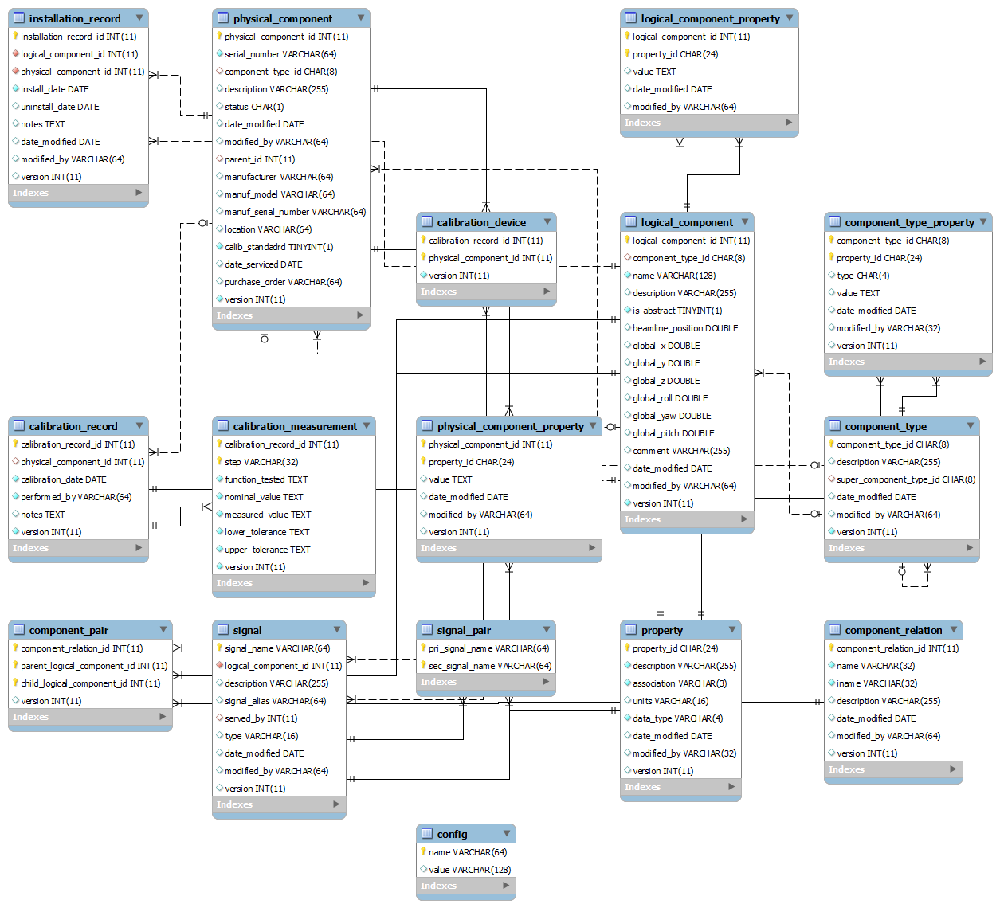 installation_record
installation_record_id INT(11)
logical_component_id INT(11)
physical_component_id INT(11)
install_date DATE
uninstall_date DATE
notes TEXT
date_modified DATE
modified_by VARCHAR(64)
version INT(11)
Indexes
physical_component
physical_component_id INT(11)
serial_number VARCHAR(64)
component_type_id CHAR(8)
description VARCHAR(255)
status CHAR(1)
date_modified DATE
modified_by VARCHAR(64)
parent_id INT(11)
manufacturer VARCHAR(64)
manuf_model VARCHAR(64)
manuf_serial_number VARCHAR(64)
location VARCHAR(64)
calib_standadrd TINYINT(1)
date_serviced DATE
purchase_order VARCHAR(64)
version INT(11)
Indexes
logical_component_property
logical_component_id INT(11)
property_id CHAR(24)
value TEXT
date_modified DATE
modified_by VARCHAR(64)
Indexes
calibration_device
calibration_record_id INT(11)
physical_component_id INT(11)
version INT(11)
Indexes
logical_component
logical_component_id INT(11)
component_type_id CHAR(8)
name VARCHAR(128)
description VARCHAR(255)
is_abstract TINYINT(1)
beamline_position DOUBLE
global_x DOUBLE
global_y DOUBLE
global_z DOUBLE
global_roll DOUBLE
global_yaw DOUBLE
global_pitch DOUBLE
comment VARCHAR(255)
date_modified DATE
modified_by VARCHAR(64)
version INT(11)
Indexes
component_type_property
component_type_id CHAR(8)
property_id CHAR(24)
type CHAR(4)
value TEXT
date_modified DATE
modified_by VARCHAR(32)
version INT(11)
Indexes
calibration_record
calibration_record_id INT(11)
physical_component_id INT(11)
calibration_date DATE
performed_by VARCHAR(64)
notes TEXT
version INT(11)
Indexes
calibration_measurement
calibration_record_id INT(11)
step VARCHAR(32)
function_tested TEXT
nominal_value TEXT
measured_value TEXT
lower_tolerance TEXT
upper_tolerance TEXT
version INT(11)
Indexes
physical_component_property
physical_component_id INT(11)
property_id CHAR(24)
value TEXT
date_modified DATE
modified_by VARCHAR(64)
version INT(11)
Indexes
component_type
component_type_id CHAR(8)
description VARCHAR(255)
super_component_type_id CHAR(8)
date_modified DATE
modified_by VARCHAR(64)
version INT(11)
Indexes
component_pair
component_relation_id INT(11)
parent_logical_component_id INT(11)
child_logical_component_id INT(11)
version INT(11)
Indexes
signal
signal_name VARCHAR(64)
logical_component_id INT(11)
description VARCHAR(255)
signal_alias VARCHAR(64)
served_by INT(11)
type VARCHAR(16)
date_modified DATE
modified_by VARCHAR(64)
version INT(11)
Indexes
signal_pair
pri_signal_name VARCHAR(64)
sec_signal_name VARCHAR(64)
Indexes
property
property_id CHAR(24)
description VARCHAR(255)
association VARCHAR(3)
units VARCHAR(16)
data_type VARCHAR(4)
date_modified DATE
modified_by VARCHAR(32)
version INT(11)
Indexes
component_relation
component_relation_id INT(11)
name VARCHAR(32)
iname VARCHAR(32)
description VARCHAR(255)
date_modified DATE
modified_by VARCHAR(64)
version INT(11)
Indexes
config
name VARCHAR(64)
value VARCHAR(128)
Indexes